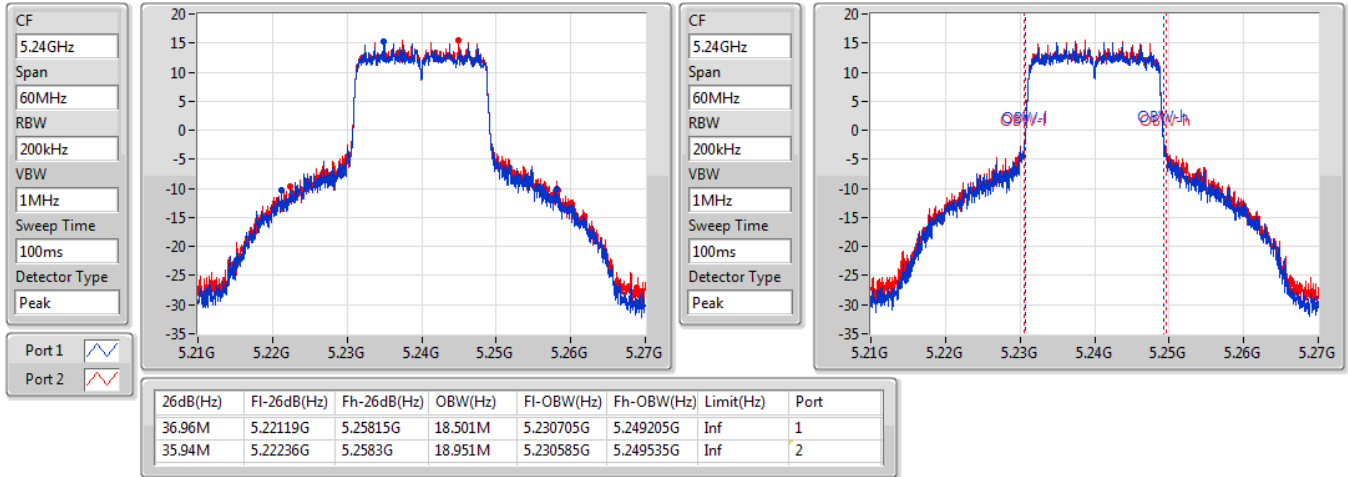 CF
5.24GHz
Span
60MHz
RBW
200kHz
VBW
1MHz
Sweep Time
100ms
Detector Type
Peak
Port 1
Port 2
20
15
10
5
0
-5
-10
-15
-20
-25
-30
-35
5.21G 5.22G 5.23G 5.24G 5.25G 5.26G 5.27G
CF
5.24GHz
Span
60MHz
RBW
200kHz
VBW
1MHz
Sweep Time
100ms
Detector Type
Peak
20
15
10
5
0
-5
-10
-15
-20
-25
-30
-35
OBW-l OBW-h
OBW-l OBW-h
5.21G 5.22G 5.23G 5.24G 5.25G 5.26G 5.27G
26dB(Hz) Fl-26dB(Hz) Fh-26dB(Hz) OBW(Hz) Fl-OBW(Hz) Fh-OBW(Hz) Limit(Hz) Port
36.96M 5.22119G 5.25815G 18.501M 5.230705G 5.249205G Inf 1
35.94M 5.22236G 5.2583G 18.951M 5.230585G 5.249535G Inf 2